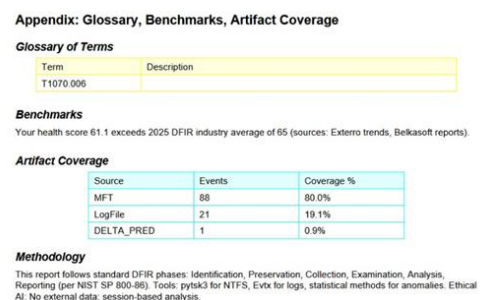 Appendix: Glossary, Benchmarks, Artifact Coverage
Glossary of Terms
Term Description
T1070.006
Benchmarks
Your health score 61.1 exceeds 2025 DFIR industry average of 65 (sources: Exterro trends, Belkasoft reports).
Artifact Coverage
Source Events Coverage %
MFT 88 80.0%
LogFile 21 19.1%
DELTA_PRED 1 0.9%
Methodology
This report follows standard DFIR phases: Identification, Preservation, Collection, Examination, Analysis,
Reporting (per NIST SP 800-86). Tools: pytsk3 for NTFS, Evtx for logs, statistical methods for anomalies. Ethical
AI: No external data; session-based analysis.